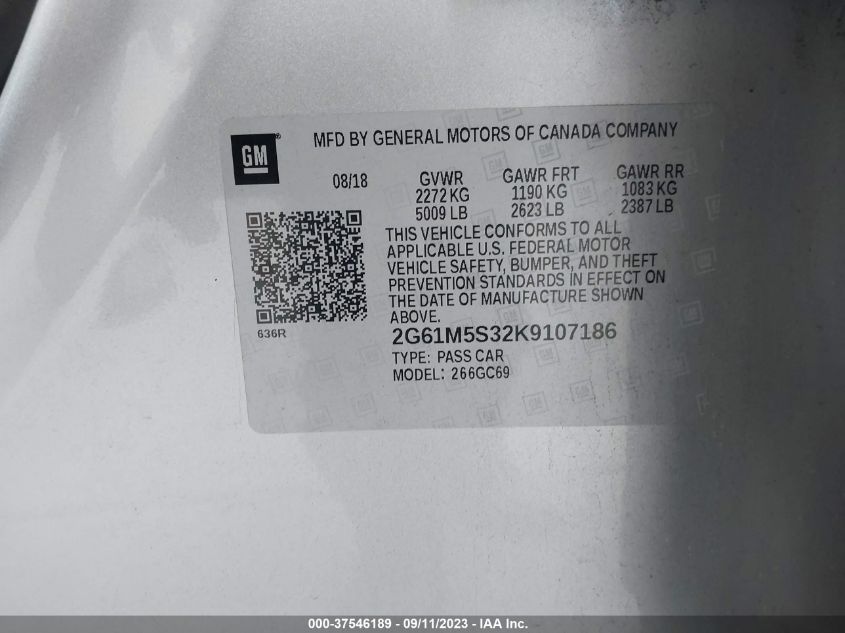 GM
MFD BY GENERAL MOTORS OF CANADA COMPANY
08/18 GVWR GAWR FRT GAWR RR
2272 KG 1190 KG 1083 KG
5009 LB 2623 LB 2387 LB
THIS VEHICLE CONFORMS TO ALL
APPLICABLE U.S. FEDERAL MOTOR
VEHICLE SAFETY, BUMPER, AND THEFT
PREVENTION STANDARDS IN EFFECT ON
THE DATE OF MANUFACTURE SHOWN
ABOVE.
636R
2G61M5S32K9107186
TYPE: PASS CAR
MODEL: 266GC69
000-37546189 - 09/11/2023 - IAA Inc.